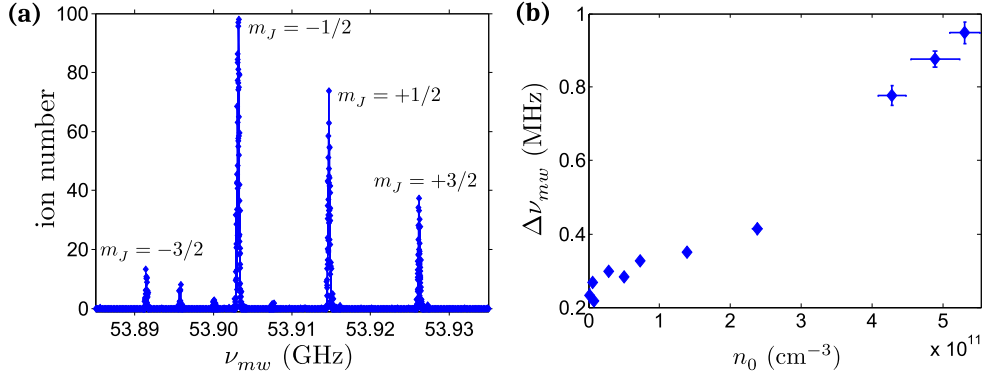 (a)
100
80
60
40
20
0
ion number
m_J = −1/2
m_J = +1/2
m_J = +3/2
m_J = −3/2
53.89 53.90 53.91 53.92 53.93
ν_mw (GHz)
(b)
1
0.8
0.6
0.4
0.2
Δν_mw (MHz)
0 1 2 3 4 5
x 10^11
n_0 (cm^−3)